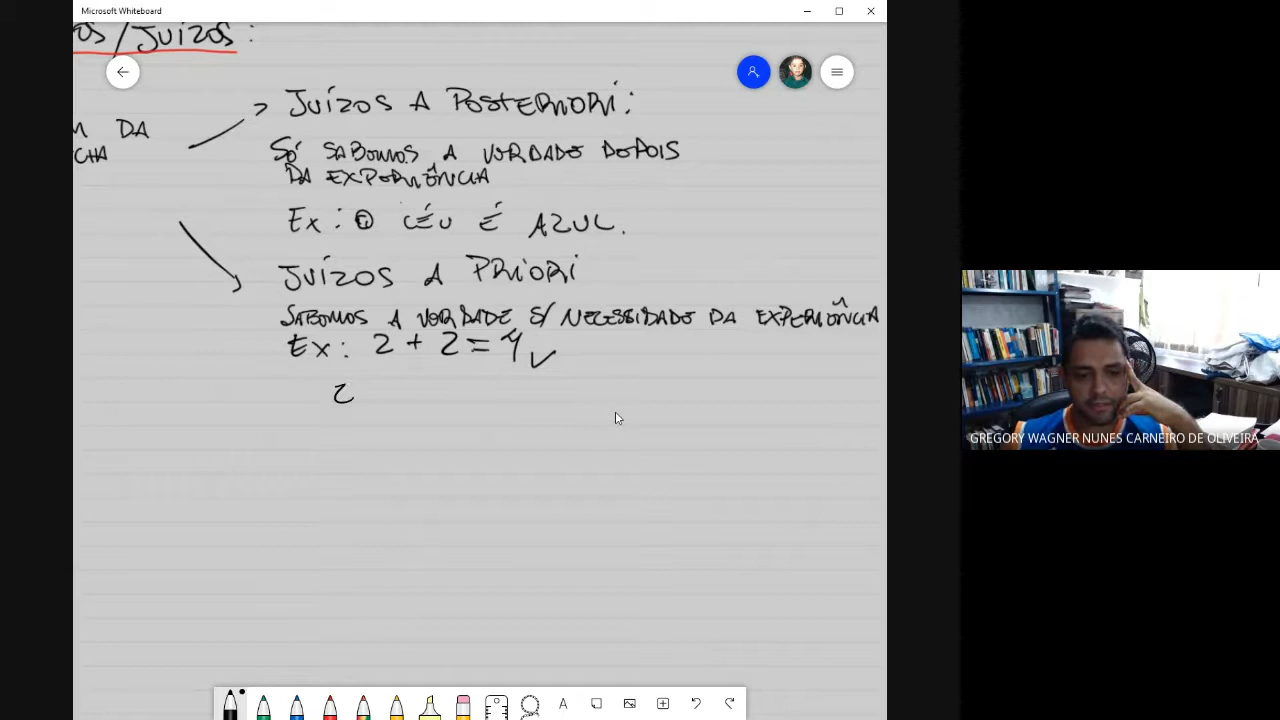 Microsoft Whiteboard
OS/JUÍZOS:
JUÍZOS A POSTERIORI:
DA
CHA
SÓ SABEMOS A VERDADE DEPOIS
DA EXPERIÊNCIA
EX: O CÉU É AZUL.
JUÍZOS A PRIORI
SABEMOS A VERDADE S/ NECESSIDADE DA EXPERIÊNCIA
EX: 2 + 2 = 4 ✓
2
GREGORY WAGNER NUNES CARNEIRO DE OLIVEIRA
A